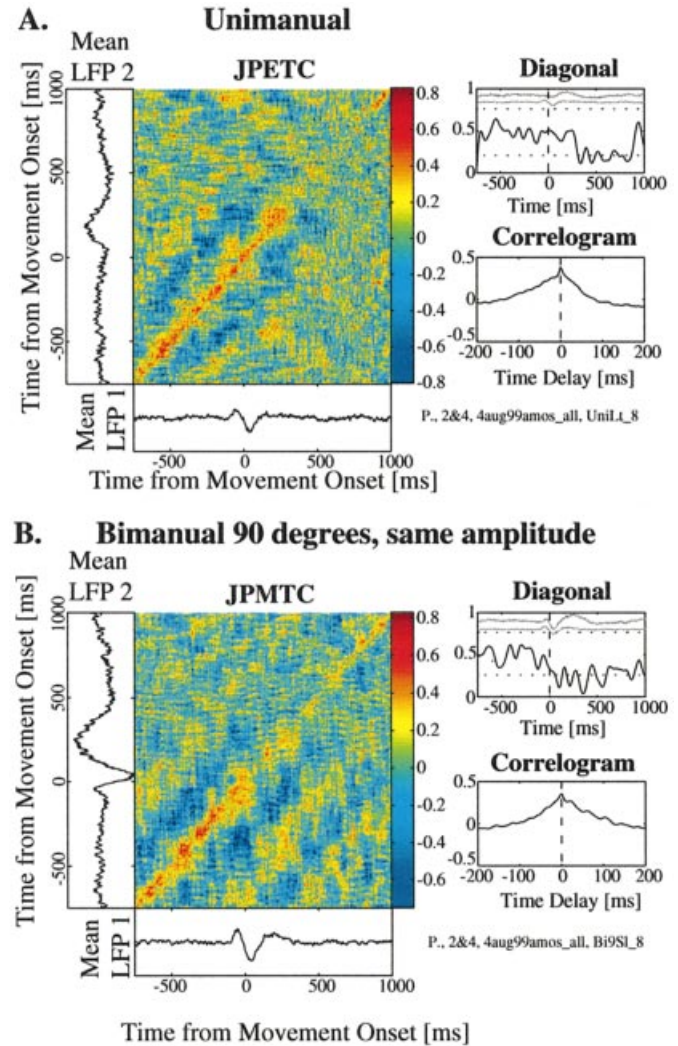 A.
Unimanual
Mean
LFP 2
JPETC
Time from Movement Onset [ms]
1000
500
0
-500
0.8
0.6
0.4
0.2
0
-0.2
-0.4
-0.6
-0.8
Mean
LFP 1
-500
0
500
1000
Time from Movement Onset [ms]
Diagonal
1
0.5
0
-500
0
500
1000
Time [ms]
Correlogram
0.5
0
-0.5
-200
-100
0
100
200
Time Delay [ms]
P., 2&4, 4aug99amos_all, UniLt_8
B.
Bimanual 90 degrees, same amplitude
Mean
LFP 2
JPMTC
Time from Movement Onset [ms]
1000
500
0
-500
0.8
0.6
0.4
0.2
0
-0.2
-0.4
-0.6
Mean
LFP 1
-500
0
500
1000
Time from Movement Onset [ms]
Diagonal
1
0.5
0
-500
0
500
1000
Time [ms]
Correlogram
0.5
0
-0.5
-200
-100
0
100
200
Time Delay [ms]
P., 2&4, 4aug99amos_all, Bi9Sl_8